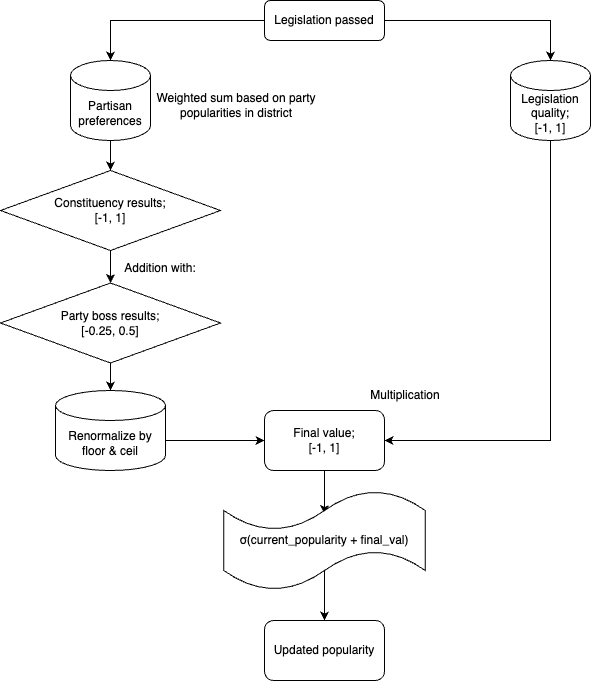 Legislation passed
Partisan
preferences
Weighted sum based on party
popularities in district
Legislation
quality;
[-1, 1]
Constituency results;
[-1, 1]
Addition with:
Party boss results;
[-0.25, 0.5]
Renormalize by
floor & ceil
Multiplication
Final value;
[-1, 1]
σ(current_popularity + final_val)
Updated popularity